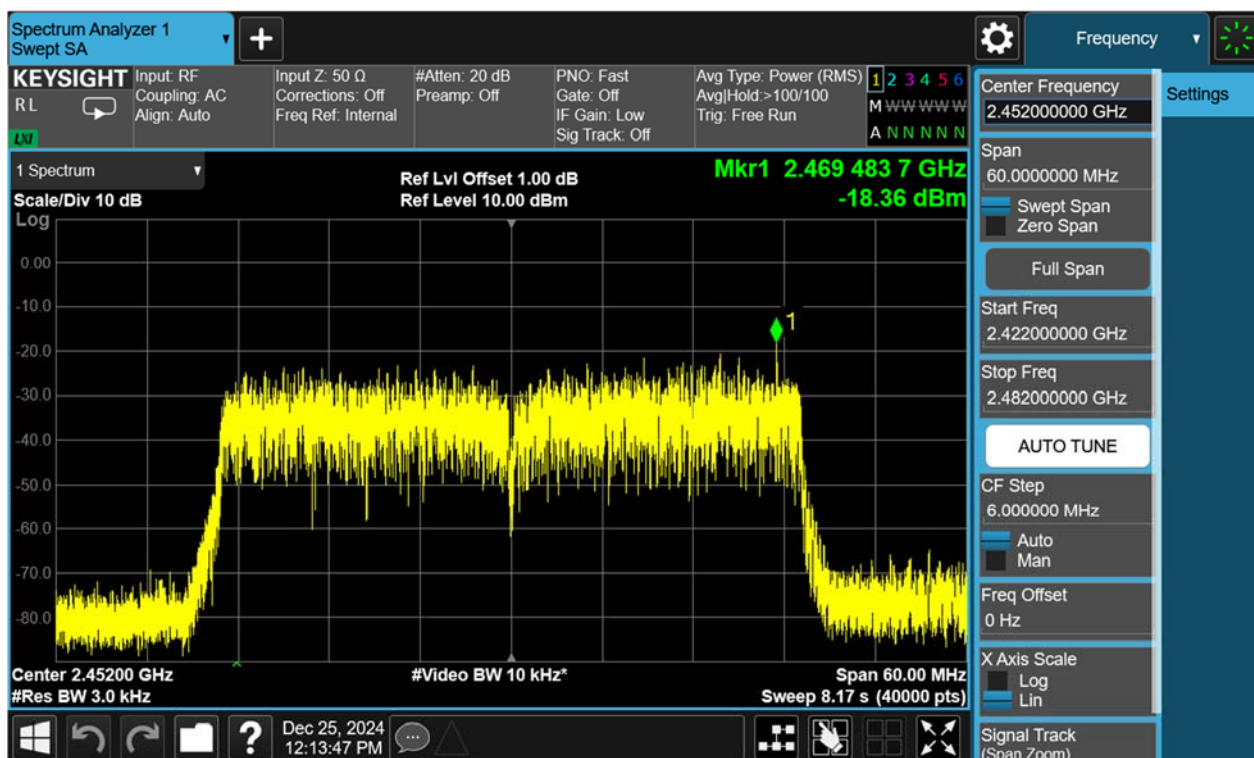 Spectrum Analyzer 1
Swept SA
+
Frequency
KEYSIGHT
RL
LXI
Input: RF
Coupling: AC
Align: Auto
Input Z: 50 Ω
Corrections: Off
Freq Ref: Internal
#Atten: 20 dB
Preamp: Off
PNO: Fast
Gate: Off
IF Gain: Low
Sig Track: Off
Avg Type: Power (RMS)
Avg|Hold:>100/100
Trig: Free Run
1 2 3 4 5 6
M W W W W W
A N N N N N
Center Frequency
2.452000000 GHz
Settings
Span
60.0000000 MHz
Swept Span
Zero Span
Full Span
Start Freq
2.422000000 GHz
Stop Freq
2.482000000 GHz
AUTO TUNE
CF Step
6.000000 MHz
Auto
Man
Freq Offset
0 Hz
X Axis Scale
Log
Lin
Signal Track
(Span Zoom)
1 Spectrum
Scale/Div 10 dB
Ref Lvl Offset 1.00 dB
Ref Level 10.00 dBm
Mkr1 2.469 483 7 GHz
-18.36 dBm
Log
0.00
-10.0
-20.0
-30.0
-40.0
-50.0
-60.0
-70.0
-80.0
1
Center 2.45200 GHz
#Res BW 3.0 kHz
#Video BW 10 kHz*
Span 60.00 MHz
Sweep 8.17 s (40000 pts)
?
Dec 25, 2024
12:13:47 PM